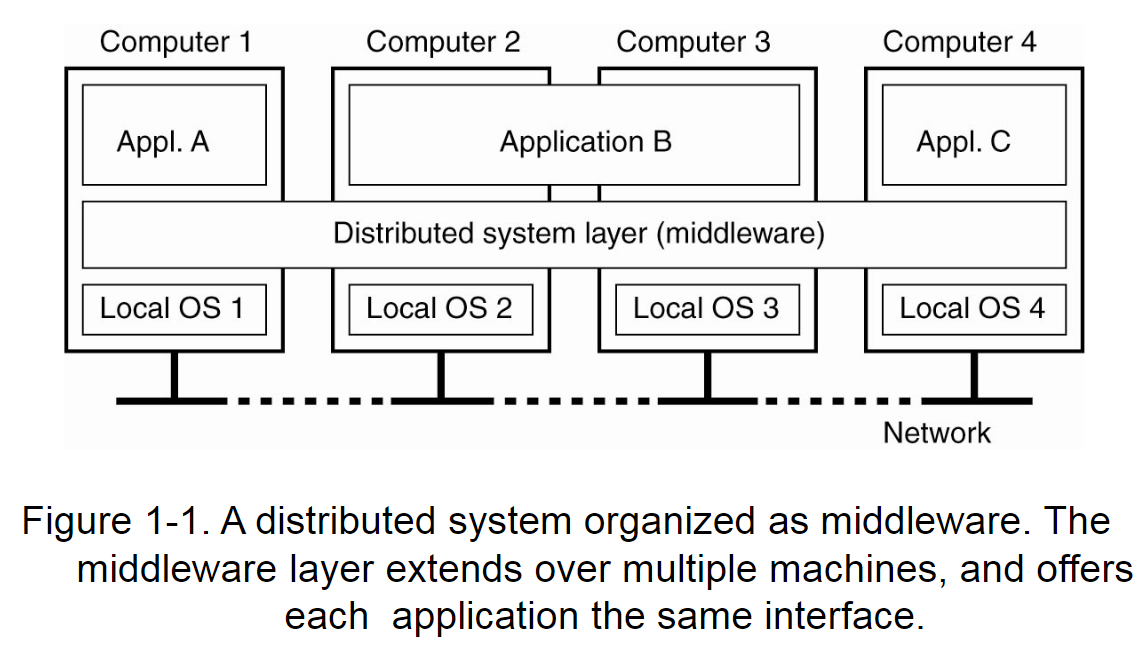 Computer 1
Computer 2
Computer 3
Computer 4
Appl. A
Application B
Appl. C
Distributed system layer (middleware)
Local OS 1
Local OS 2
Local OS 3
Local OS 4
Network
Figure 1-1. A distributed system organized as middleware. The
middleware layer extends over multiple machines, and offers
each application the same interface.